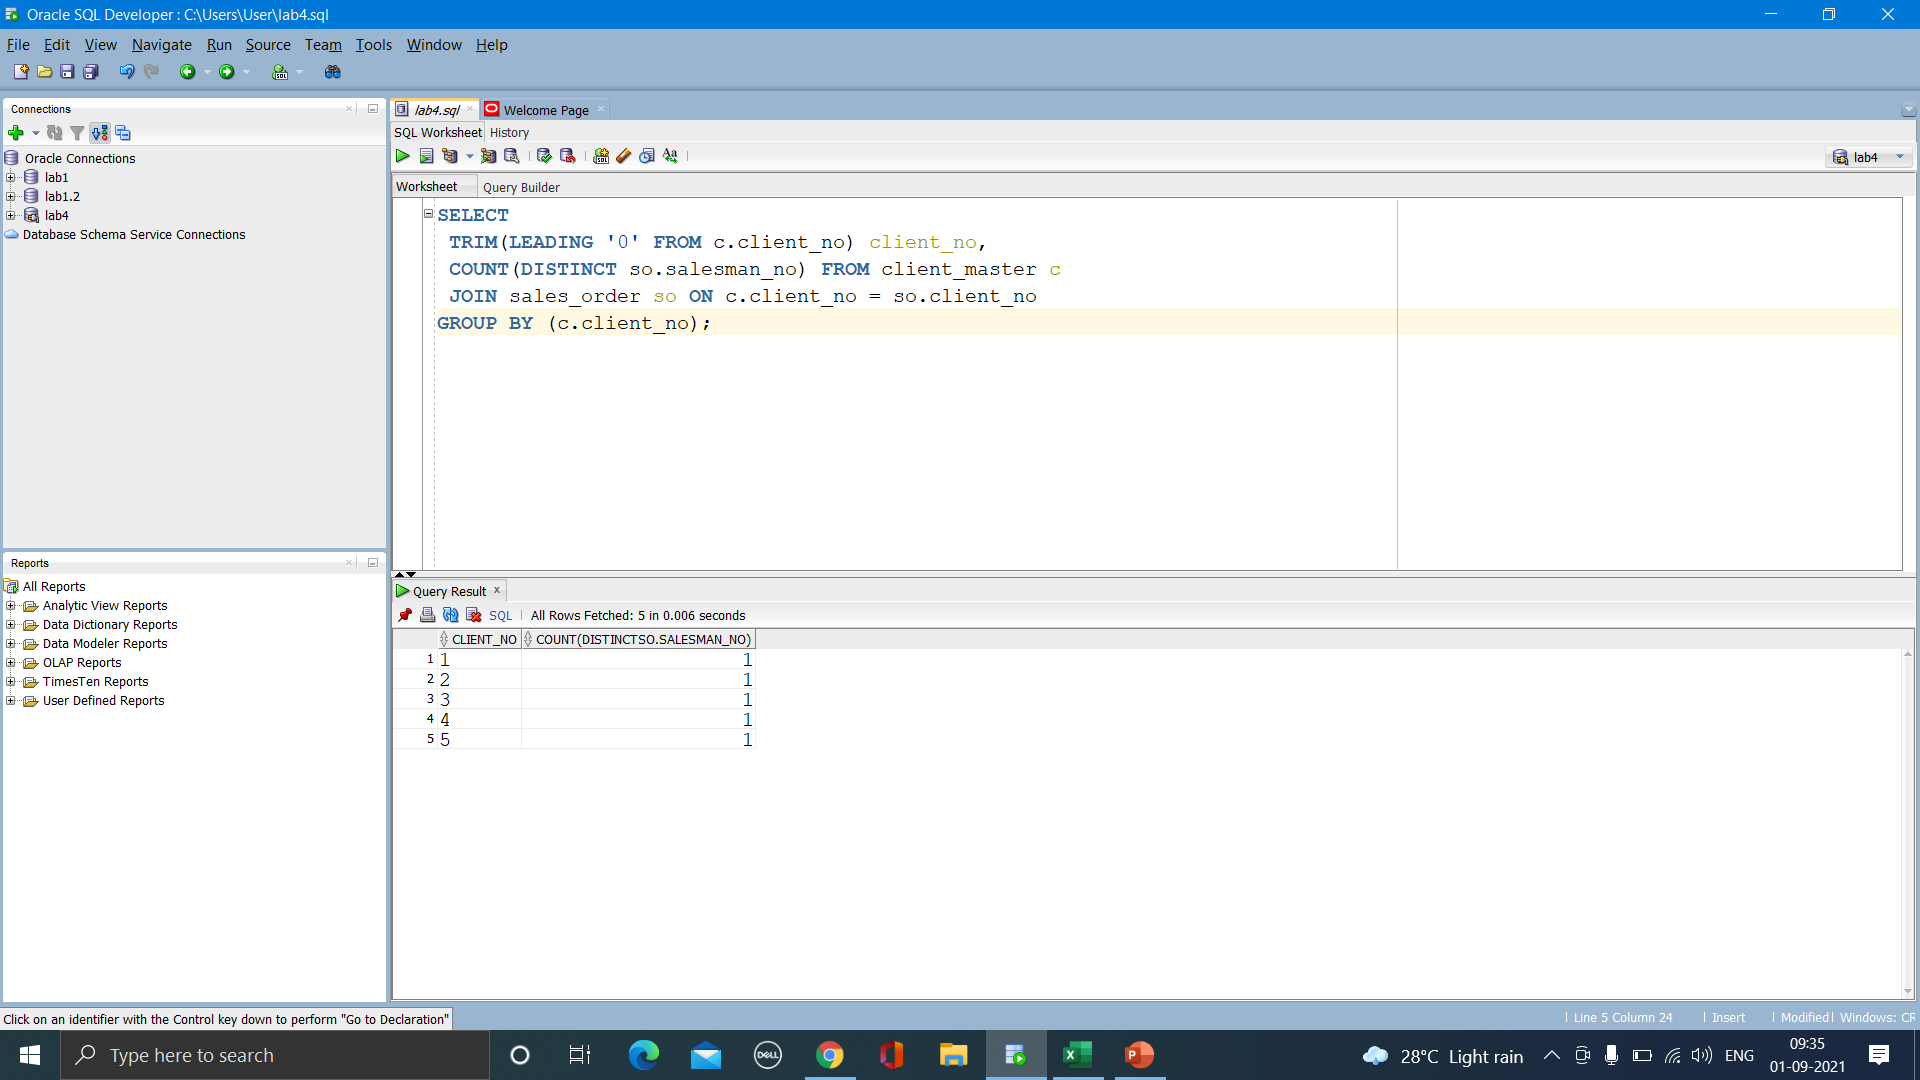 Oracle SQL Developer : C:\Users\User\lab4.sql
File Edit View Navigate Run Source Team Tools Window Help
Connections
Oracle Connections
lab1
lab1.2
lab4
Database Schema Service Connections
Reports
All Reports
Analytic View Reports
Data Dictionary Reports
Data Modeler Reports
OLAP Reports
TimesTen Reports
User Defined Reports
lab4.sql Welcome Page
SQL Worksheet History
lab4
Worksheet Query Builder
SELECT
TRIM(LEADING '0' FROM c.client_no) client_no,
COUNT(DISTINCT so.salesman_no) FROM client_master c
JOIN sales_order so ON c.client_no = so.client_no
GROUP BY (c.client_no);
Query Result
SQL All Rows Fetched: 5 in 0.006 seconds
CLIENT_NO COUNT(DISTINCTSO.SALESMAN_NO)
1 1 1
2 2 1
3 3 1
4 4 1
5 5 1
Click on an identifier with the Control key down to perform "Go to Declaration"
Line 5 Column 24 Insert Modified Windows: CR
Type here to search
DELL
28°C Light rain
ENG
09:35
01-09-2021